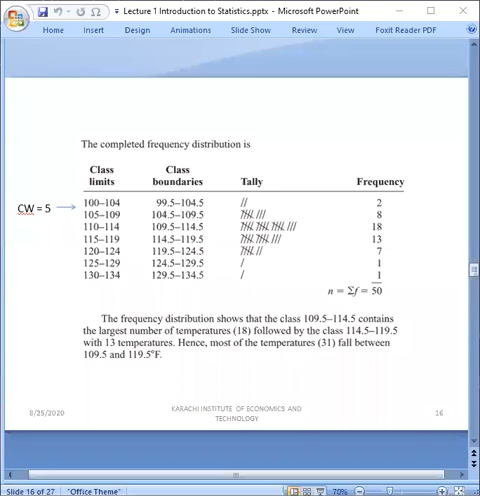 Lecture 1 Introduction to Statistics.pptx - Microsoft PowerPoint
Home Insert Design Animations Slide Show Review View Foxit Reader PDF
The completed frequency distribution is
Class limits Class boundaries Tally Frequency
CW = 5
100–104 99.5–104.5 // 2
105–109 104.5–109.5 𝍸 /// 8
110–114 109.5–114.5 𝍸 𝍸 𝍸 /// 18
115–119 114.5–119.5 𝍸 𝍸 /// 13
120–124 119.5–124.5 𝍸 // 7
125–129 124.5–129.5 / 1
130–134 129.5–134.5 / 1
n = Σf = 50
The frequency distribution shows that the class 109.5–114.5 contains
the largest number of temperatures (18) followed by the class 114.5–119.5
with 13 temperatures. Hence, most of the temperatures (31) fall between
109.5 and 119.5°F.
8/25/2020
KARACHI INSTITUTE OF ECONOMICS AND
TECHNOLOGY
16
Slide 16 of 27 "Office Theme" 70%